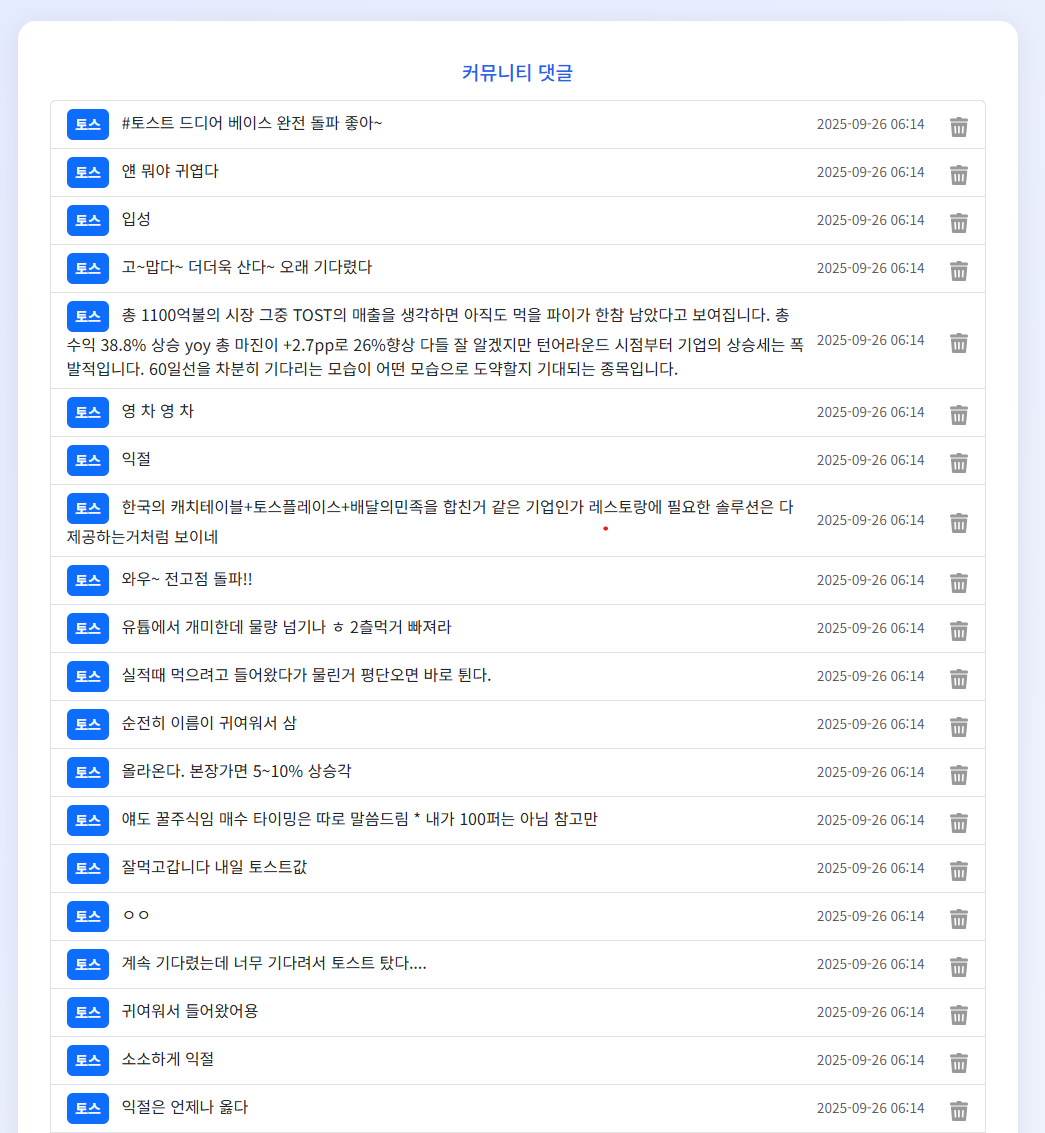 커뮤니티 댓글
토스 #토스트 드디어 베이스 완전 돌파 좋아~ 2025-09-26 06:14
토스 얜 뭐야 귀엽다 2025-09-26 06:14
토스 입성 2025-09-26 06:14
토스 고~맙다~ 더더욱 산다~ 오래 기다렸다 2025-09-26 06:14
토스 총 1100억불의 시장 그중 TOST의 매출을 생각하면 아직도 먹을 파이가 한참 남았다고 보여집니다. 총
수익 38.8% 상승 yoy 총 마진이 +2.7pp로 26%향상 다들 잘 알겠지만 턴어라운드 시점부터 기업의 상승세는 폭 2025-09-26 06:14
발적입니다. 60일선을 차분히 기다리는 모습이 어떤 모습으로 도약할지 기대되는 종목입니다.
토스 영 차 영 차 2025-09-26 06:14
토스 익절 2025-09-26 06:14
토스 한국의 캐치테이블+토스플레이스+배달의민족을 합친거 같은 기업인가 레스토랑에 필요한 솔루션은 다 2025-09-26 06:14
제공하는거처럼 보이네
토스 와우~ 전고점 돌파!! 2025-09-26 06:14
토스 유튭에서 개미한데 물량 넘기나 ㅎ 2츨먹거 빠져라 2025-09-26 06:14
토스 실적때 먹으려고 들어왔다가 물린거 평단오면 바로 튄다. 2025-09-26 06:14
토스 순전히 이름이 귀여워서 삼 2025-09-26 06:14
토스 올라온다. 본장가면 5~10% 상승각 2025-09-26 06:14
토스 얘도 꿀주식임 매수 타이밍은 따로 말씀드림 * 내가 100퍼는 아님 참고만 2025-09-26 06:14
토스 잘먹고갑니다 내일 토스트값 2025-09-26 06:14
토스 ㅇㅇ 2025-09-26 06:14
토스 계속 기다렸는데 너무 기다려서 토스트 탔다.... 2025-09-26 06:14
토스 귀여워서 들어왔어용 2025-09-26 06:14
토스 소소하게 익절 2025-09-26 06:14
토스 익절은 언제나 옳다 2025-09-26 06:14